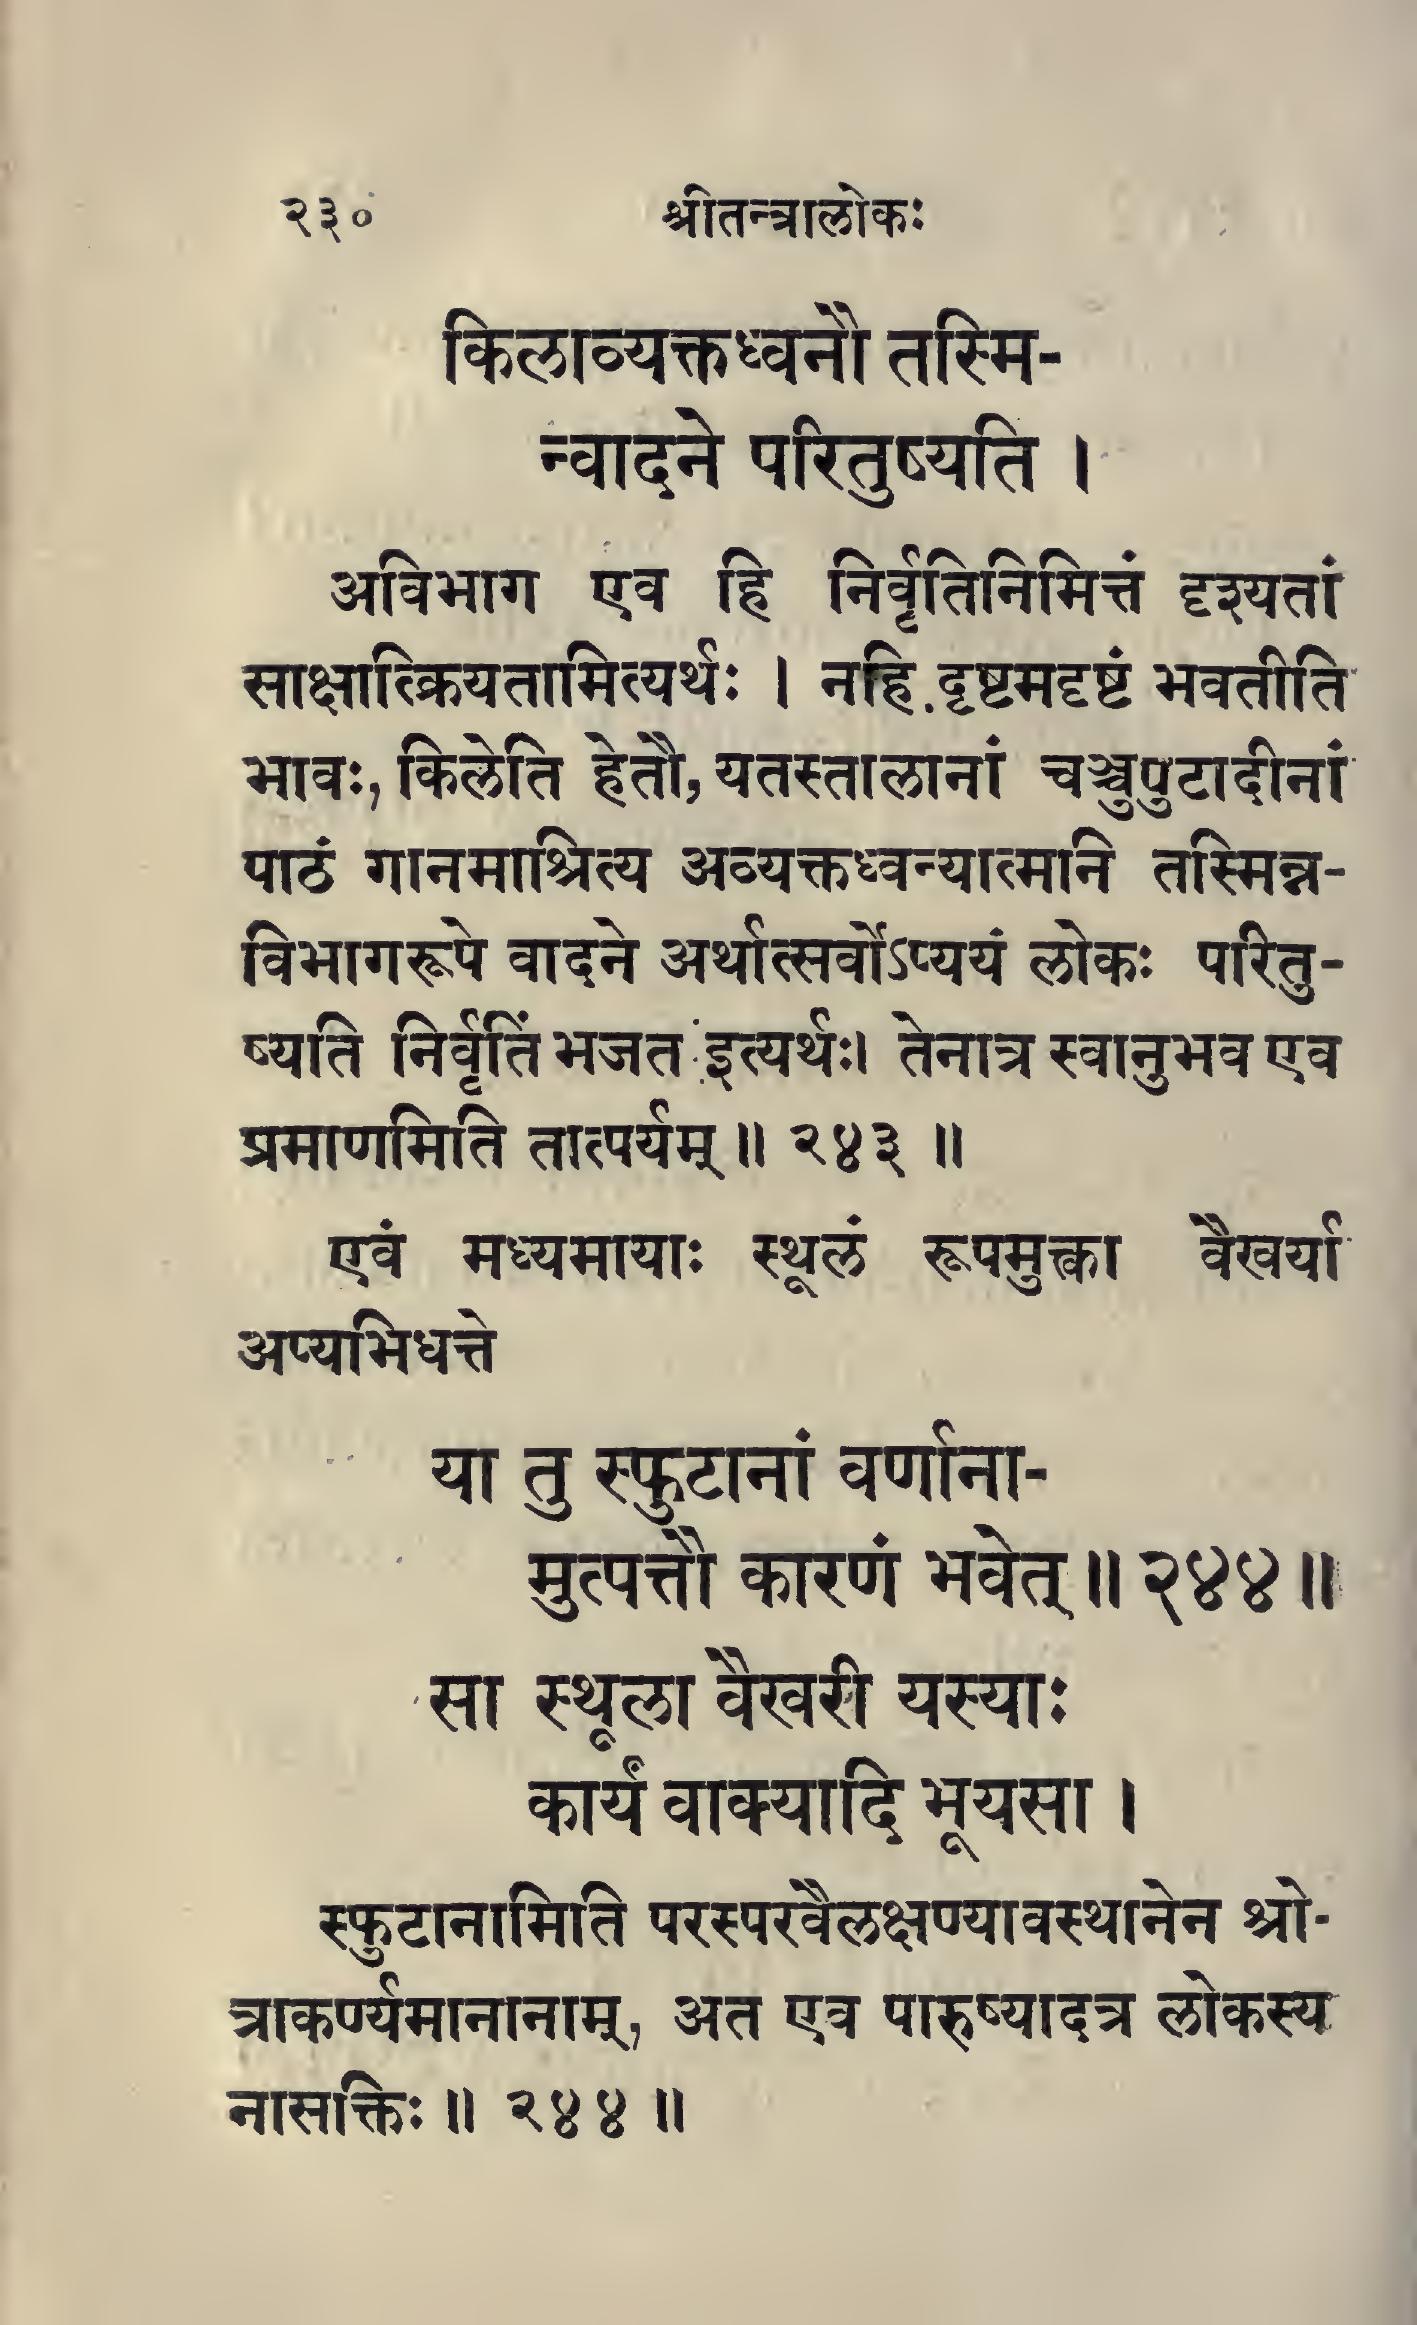 २३०
श्रीतन्त्रालोकः
किलाव्यक्तध्वनौ तस्मि-
न्वादने परितुष्यति ।
अविभाग एव हि निर्वृतिनिमित्तं दृश्यतां
साक्षात्क्रियतामित्यर्थः । नहि दृष्टमदृष्टं भवतीति
भावः, किलेति हेतौ, यतस्तालानां चञ्चुपुटादीनां
पाठं गानमाश्रित्य अव्यक्तध्वन्यात्मनि तस्मिन्न-
विभागरूपे वादने अर्थात्सर्वोऽप्ययं लोकः परितु-
ष्यति निर्वृतिं भजत इत्यर्थः। तेनात्र स्वानुभव एव
प्रमाणमिति तात्पर्यम् ॥ २४३ ॥
एवं मध्यमायाः स्थूलं रूपमुक्त्वा वैखर्या
अप्यभिधत्ते
या तु स्फुटानां वर्णाना-
मुत्पत्तौ कारणं भवेत् ॥ २४४ ॥
सा स्थूला वैखरी यस्याः
कार्यं वाक्यादि भूयसा ।
स्फुटानामिति परस्परवैलक्षण्यावस्थानेन श्रो-
त्राकर्ण्यमानानाम्, अत एव पारुष्यादत्र लोकस्य
नासक्तिः ॥ २४४ ॥